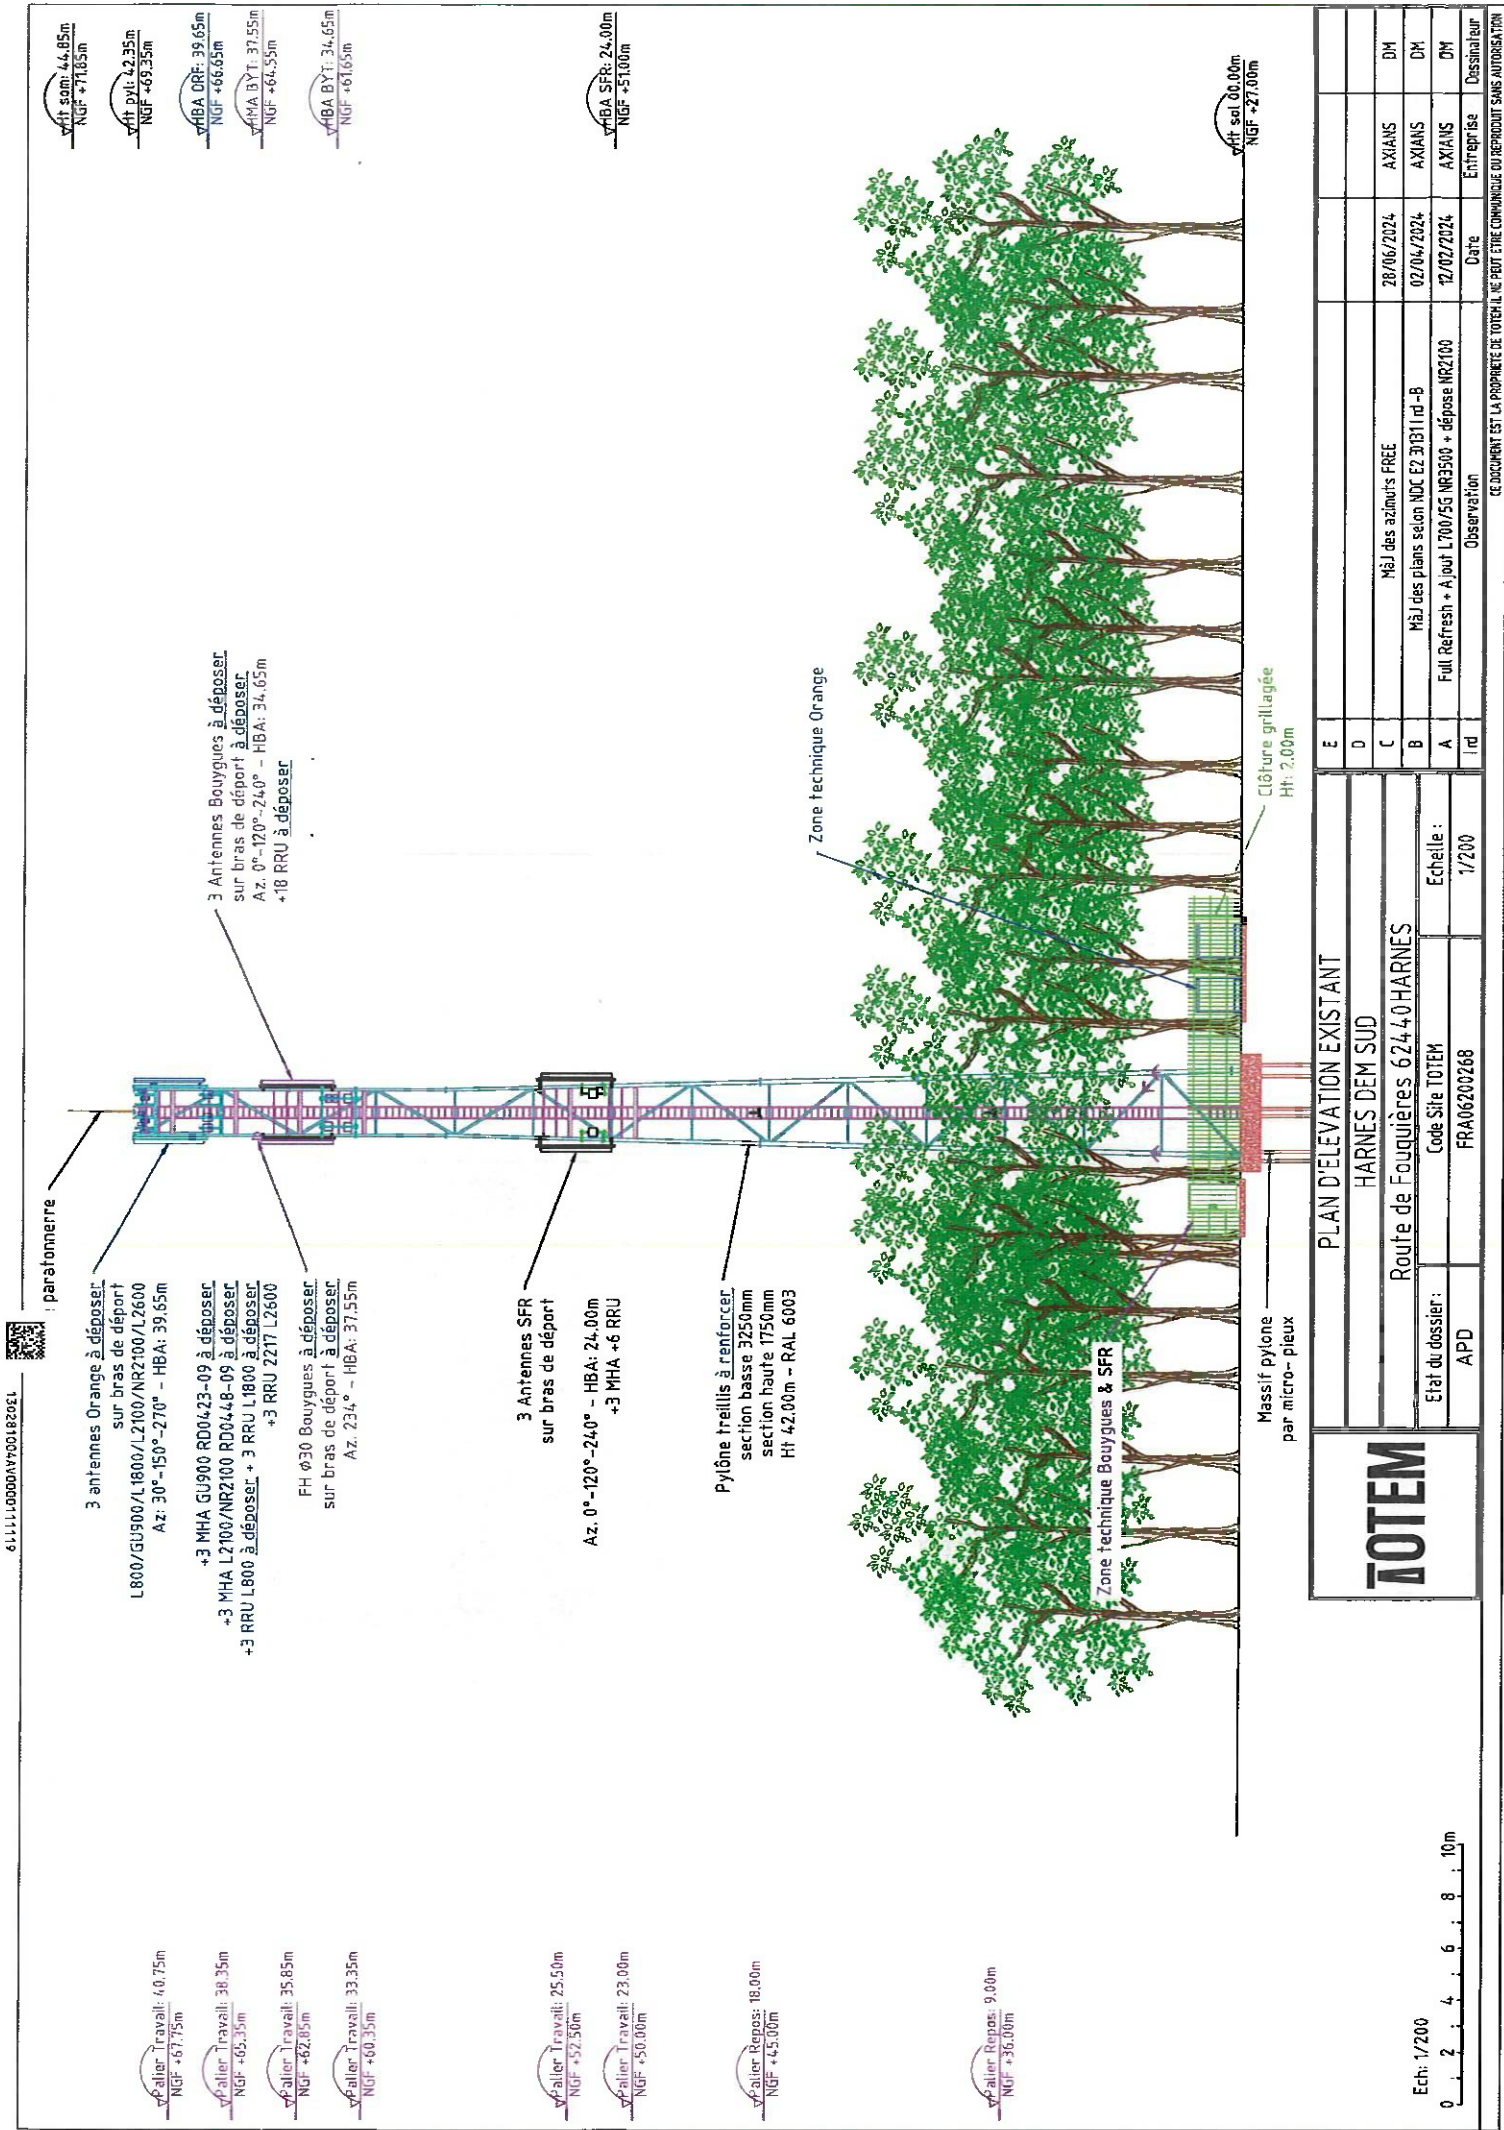 130281004AV0000111119
: paratonnerre
3 antennes Orange à déposer
sur bras de départ
L800/GU900/L1800/L2100/NR2100/L2600
Az: 30°-150°-270° - HBA: 39,65m
+3 MHA GU900 RD0423-09 à déposer
+3 MHA L2100/NR2100 RD0448-09 à déposer
+3 RRU L800 à déposer + 3 RRU L1800 à déposer
+3 RRU 2217 L2600
FH Ø30 Bouygues à déposer
sur bras de départ à déposer
Az. 234° - HBA: 37,55m
3 Antennes Bouygues à déposer
sur bras de départ à déposer
Az. 0°-120°-240° - HBA: 34.65m
+18 RRU à déposer
3 Antennes SFR
sur bras de départ
Az. 0°-120°-240° - HBA: 24,00m
+3 MHA +6 RRU
Pylône treillis à renforcer
section basse 3250mm
section haute 1750mm
Ht 42.00m - RAL 6003
Zone technique Orange
Zone technique Bouygues & SFR
Clôture grillagée
Ht: 2,00m
Massif pylone
par micro- pieux
Palier Travail: 40,75m
NGF +67.75m
Palier Travail: 38,35m
NGF +65,35m
Palier Travail: 35,85m
NGF +62,85m
Palier Travail: 33,35m
NGF +60,35m
Palier Travail: 25,50m
NGF +52,50m
Palier Travail: 23,00m
NGF +50,00m
Palier Repos: 18,00m
NGF +45,00m
Palier Repos: 9,00m
NGF +36,00m
Ht som: 44.85m
NGF +71,85m
Ht pyl: 42,35m
NGF +69,35m
HBA ORF: 39,65m
NGF +66,65m
HMA BYT: 37.55m
NGF +64,55m
HBA BYT: 34,65m
NGF +61,65m
HBA SFR: 24,00m
NGF +51,00m
Ht sol 00,00m
NGF +27,00m
Ech: 1/200
0 2 4 6 8 10m
TOTEM
PLAN D'ELEVATION EXISTANT
HARNES DEM SUD
Route de Fouquières 62440HARNES
Etat du dossier :
APD
Code Site TOTEM
FRA06200268
Echelle :
1/200
E
D
C MàJ des azimuts FREE 28/06/2024 AXIANS DM
B MàJ des plans selon NDC E2 30131 Ind -B 02/04/2024 AXIANS DM
A Full Refresh + Ajout L700/5G NR3500 + dépose NR2100 12/02/2024 AXIANS DM
Ind Observation Date Entreprise Dessinateur
CE DOCUMENT EST LA PROPRIETE DE TOTEM IL NE PEUT ETRE COMMUNIQUE OU REPRODUIT SANS AUTORISATION